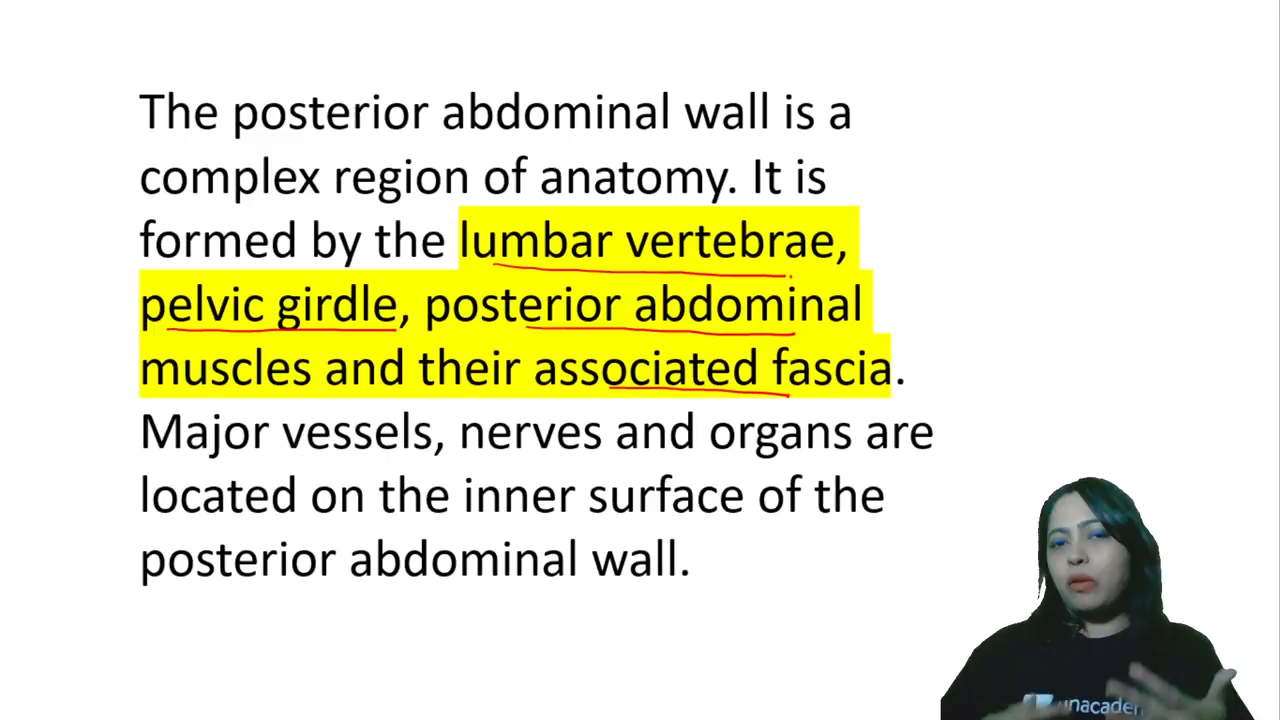 The posterior abdominal wall is a
complex region of anatomy. It is
formed by the lumbar vertebrae,
pelvic girdle, posterior abdominal
muscles and their associated fascia.
Major vessels, nerves and organs are
located on the inner surface of the
posterior abdominal wall.